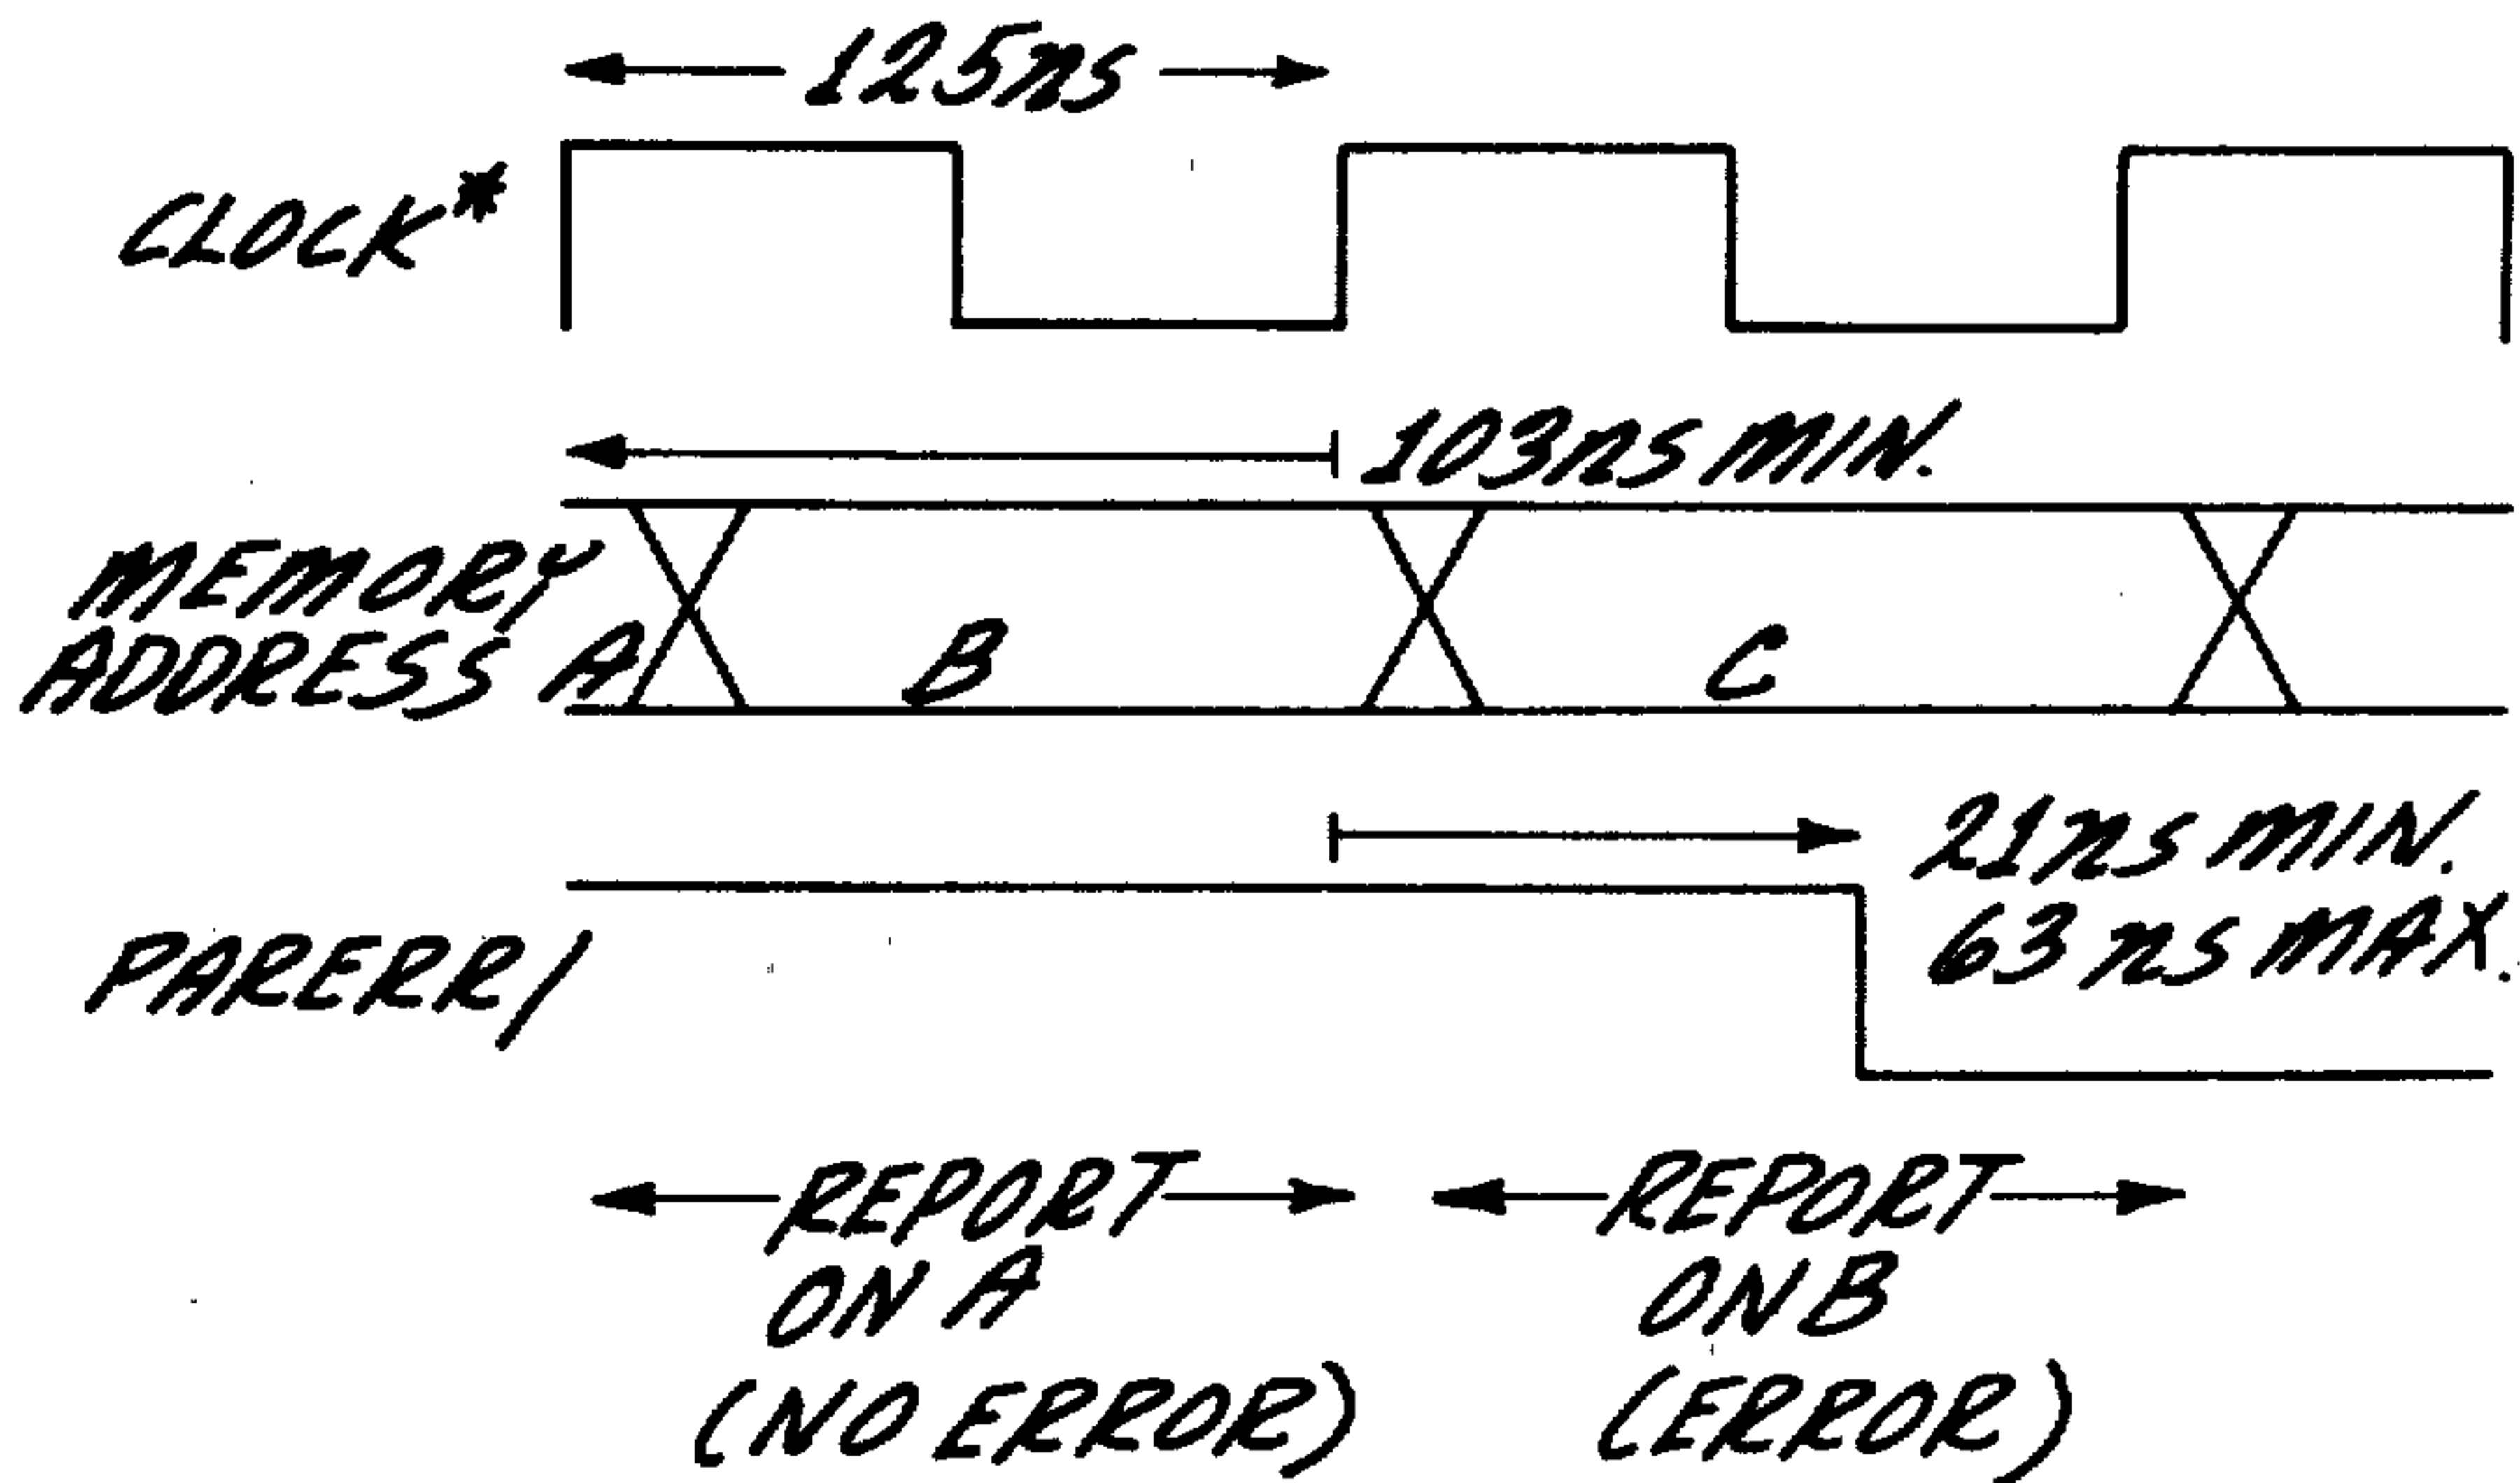 125ns
CLOCK*
103ns MIN.
MEMORY
ADDRESS A B C
21ns MIN.
63ns MAX.
PARERR/
REPORT
ON A
(NO ERROR)
REPORT
ON B
(ERROR)